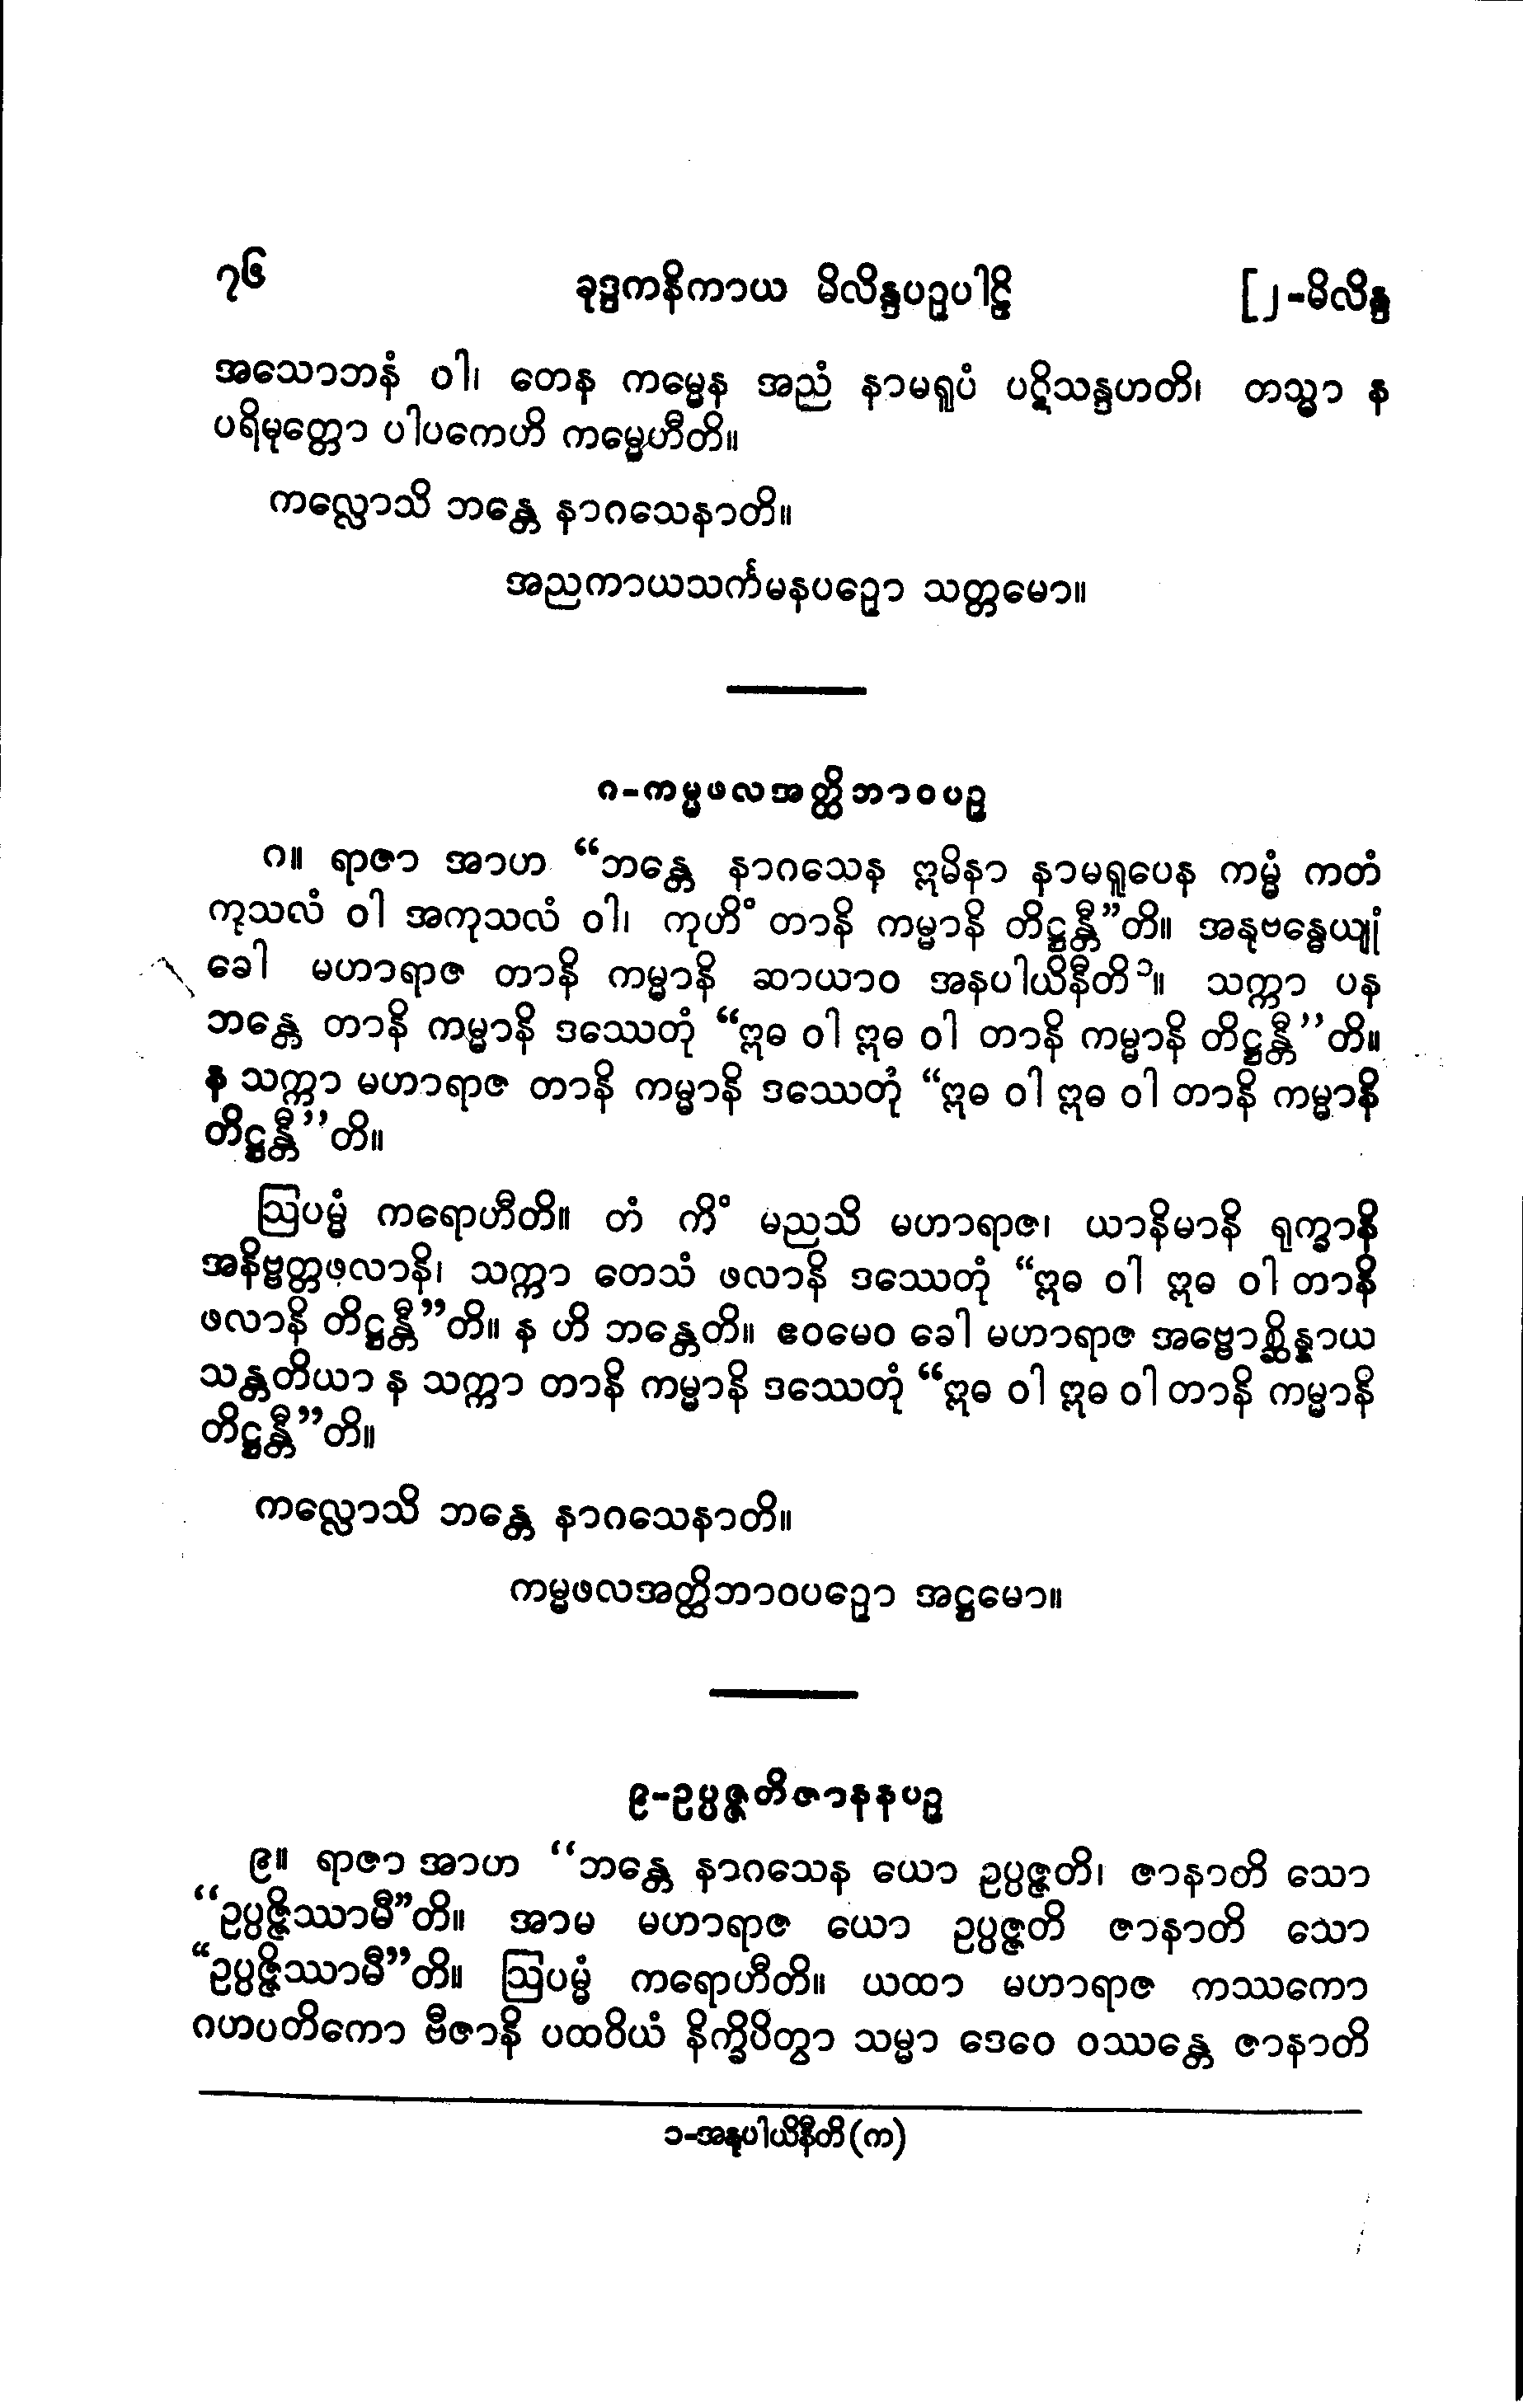 ၇၆ ခုဒ္ဒကနိကာယ မိလိန္ဒပဉှပါဠိ [၂-မိလိန္ဒ
အသောဘနံ ဝါ၊ တေန ကမ္မေန အညံ နာမရူပံ ပဋိသန္ဒဟတိ၊ တသ္မာ န
ပရိမုတ္တော ပါပကေဟိ ကမ္မေဟီတိ။
ကလ္လောသိ ဘန္တေ နာဂသေနာတိ။
အညကာယသင်္ကမနပဉှော သတ္တမော။
၈-ကမ္မဖလအတ္ထိဘာဝပဉှ
၈။ ရာဇာ အာဟ “ဘန္တေ နာဂသေန ဣမိနာ နာမရူပေန ကမ္မံ ကတံ
ကုသလံ ဝါ အကုသလံ ဝါ၊ ကုဟိံ တာနိ ကမ္မာနိ တိဋ္ဌန္တီ”တိ။ အနုဗန္ဓေယျုံ
ခေါ မဟာရာဇ တာနိ ကမ္မာနိ ဆာယာဝ အနပါယိနီတိ၁။ သက္ကာ ပန
ဘန္တေ တာနိ ကမ္မာနိ ဒဿေတုံ “ဣဓ ဝါ ဣဓ ဝါ တာနိ ကမ္မာနိ တိဋ္ဌန္တီ”တိ။
န သက္ကာ မဟာရာဇ တာနိ ကမ္မာနိ ဒဿေတုံ “ဣဓ ဝါ ဣဓ ဝါ တာနိ ကမ္မာနိ
တိဋ္ဌန္တီ”တိ။
ဩပမ္မံ ကရောဟီတိ။ တံ ကိံ မညသိ မဟာရာဇ၊ ယာနိမာနိ ရုက္ခာနိ
အနိဗ္ဗတ္တဖလာနိ၊ သက္ကာ တေသံ ဖလာနိ ဒဿေတုံ “ဣဓ ဝါ ဣဓ ဝါ တာနိ
ဖလာနိ တိဋ္ဌန္တီ”တိ။ န ဟိ ဘန္တေတိ။ ဧဝမေဝ ခေါ မဟာရာဇ အဗ္ဗောစ္ဆိန္နာယ
သန္တတိယာ န သက္ကာ တာနိ ကမ္မာနိ ဒဿေတုံ “ဣဓ ဝါ ဣဓ ဝါ တာနိ ကမ္မာနိ
တိဋ္ဌန္တီ”တိ။
ကလ္လောသိ ဘန္တေ နာဂသေနာတိ။
ကမ္မဖလအတ္ထိဘာဝပဉှော အဋ္ဌမော။
၉-ဥပ္ပဇ္ဇတိဇာနနပဉှ
၉။ ရာဇာ အာဟ “ဘန္တေ နာဂသေန ယော ဥပ္ပဇ္ဇတိ၊ ဇာနာတိ သော
“ဥပ္ပဇ္ဇိဿာမီ”တိ။ အာမ မဟာရာဇ ယော ဥပ္ပဇ္ဇတိ ဇာနာတိ သော
“ဥပ္ပဇ္ဇိဿာမီ”တိ။ ဩပမ္မံ ကရောဟီတိ။ ယထာ မဟာရာဇ ကဿကော
ဂဟပတိကော ဗီဇာနိ ပထဝိယံ နိက္ခိပိတွာ သမ္မာ ဒေဝေ ဝဿန္တေ ဇာနာတိ
၁-အနုပါယိနီတိ(က)